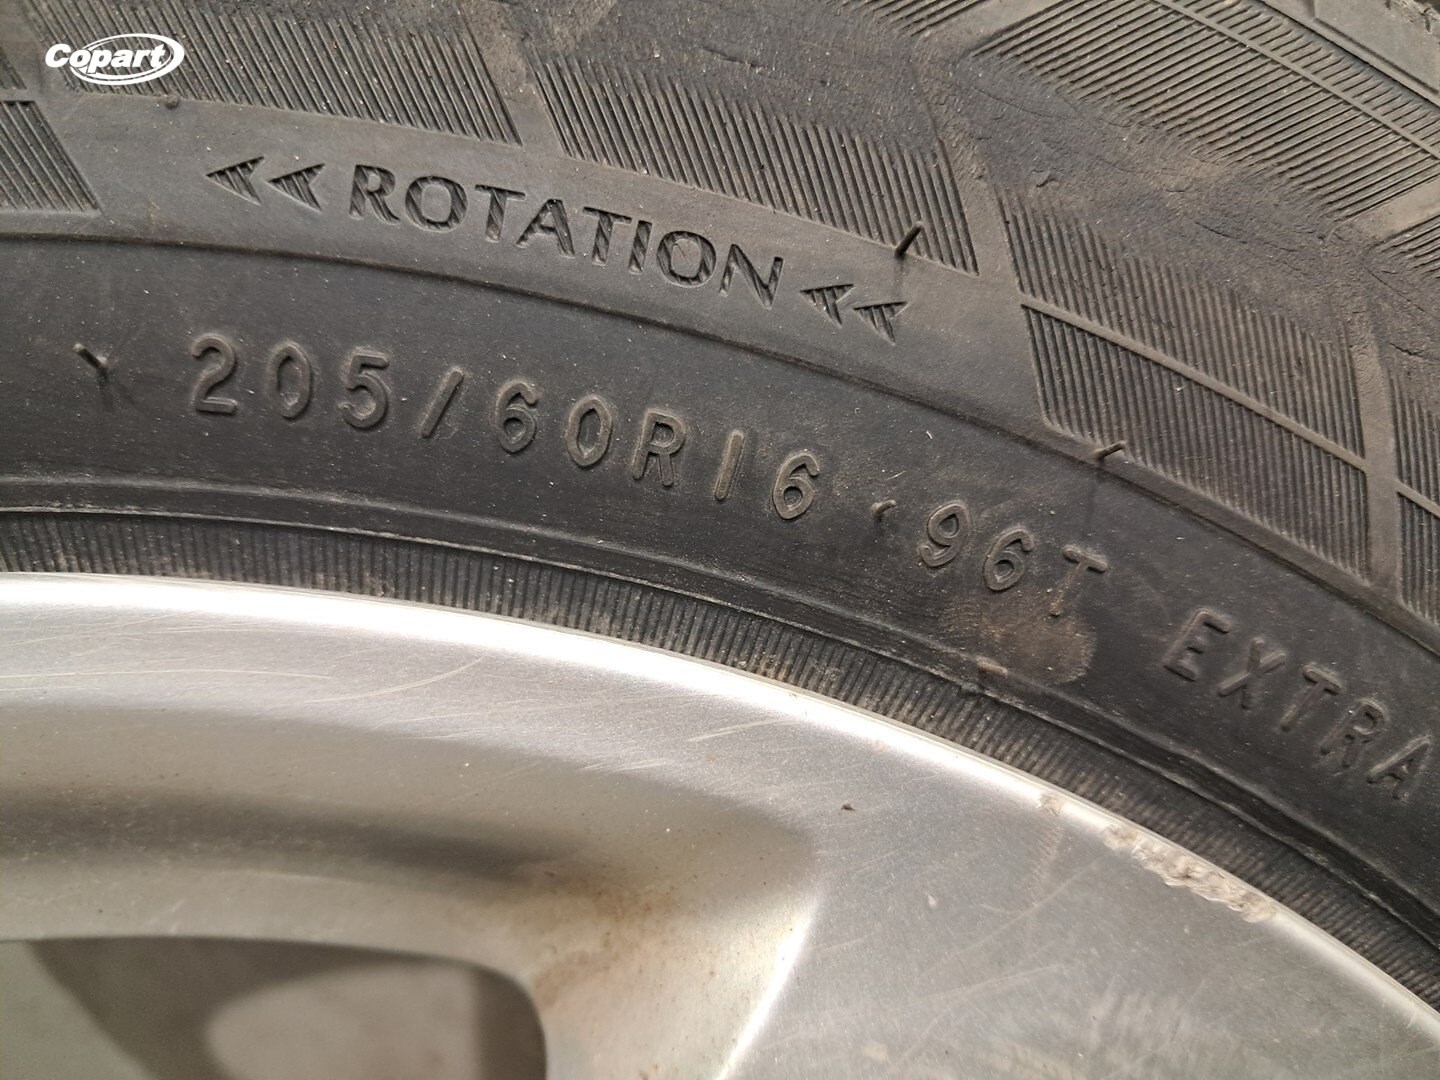 Copart
ROTATION
205/60R16 96T EXTRA